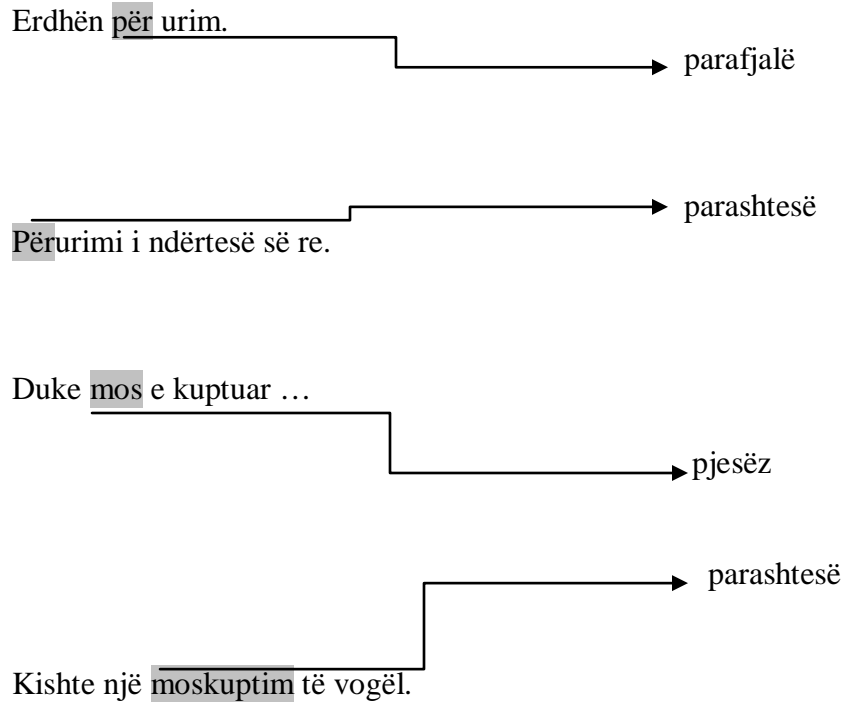 Erdhën për urim.
parafjalë
parashtesë
Përurimi i ndërtesë së re.
Duke mos e kuptuar …
pjesëz
parashtesë
Kishte një moskuptim të vogël.